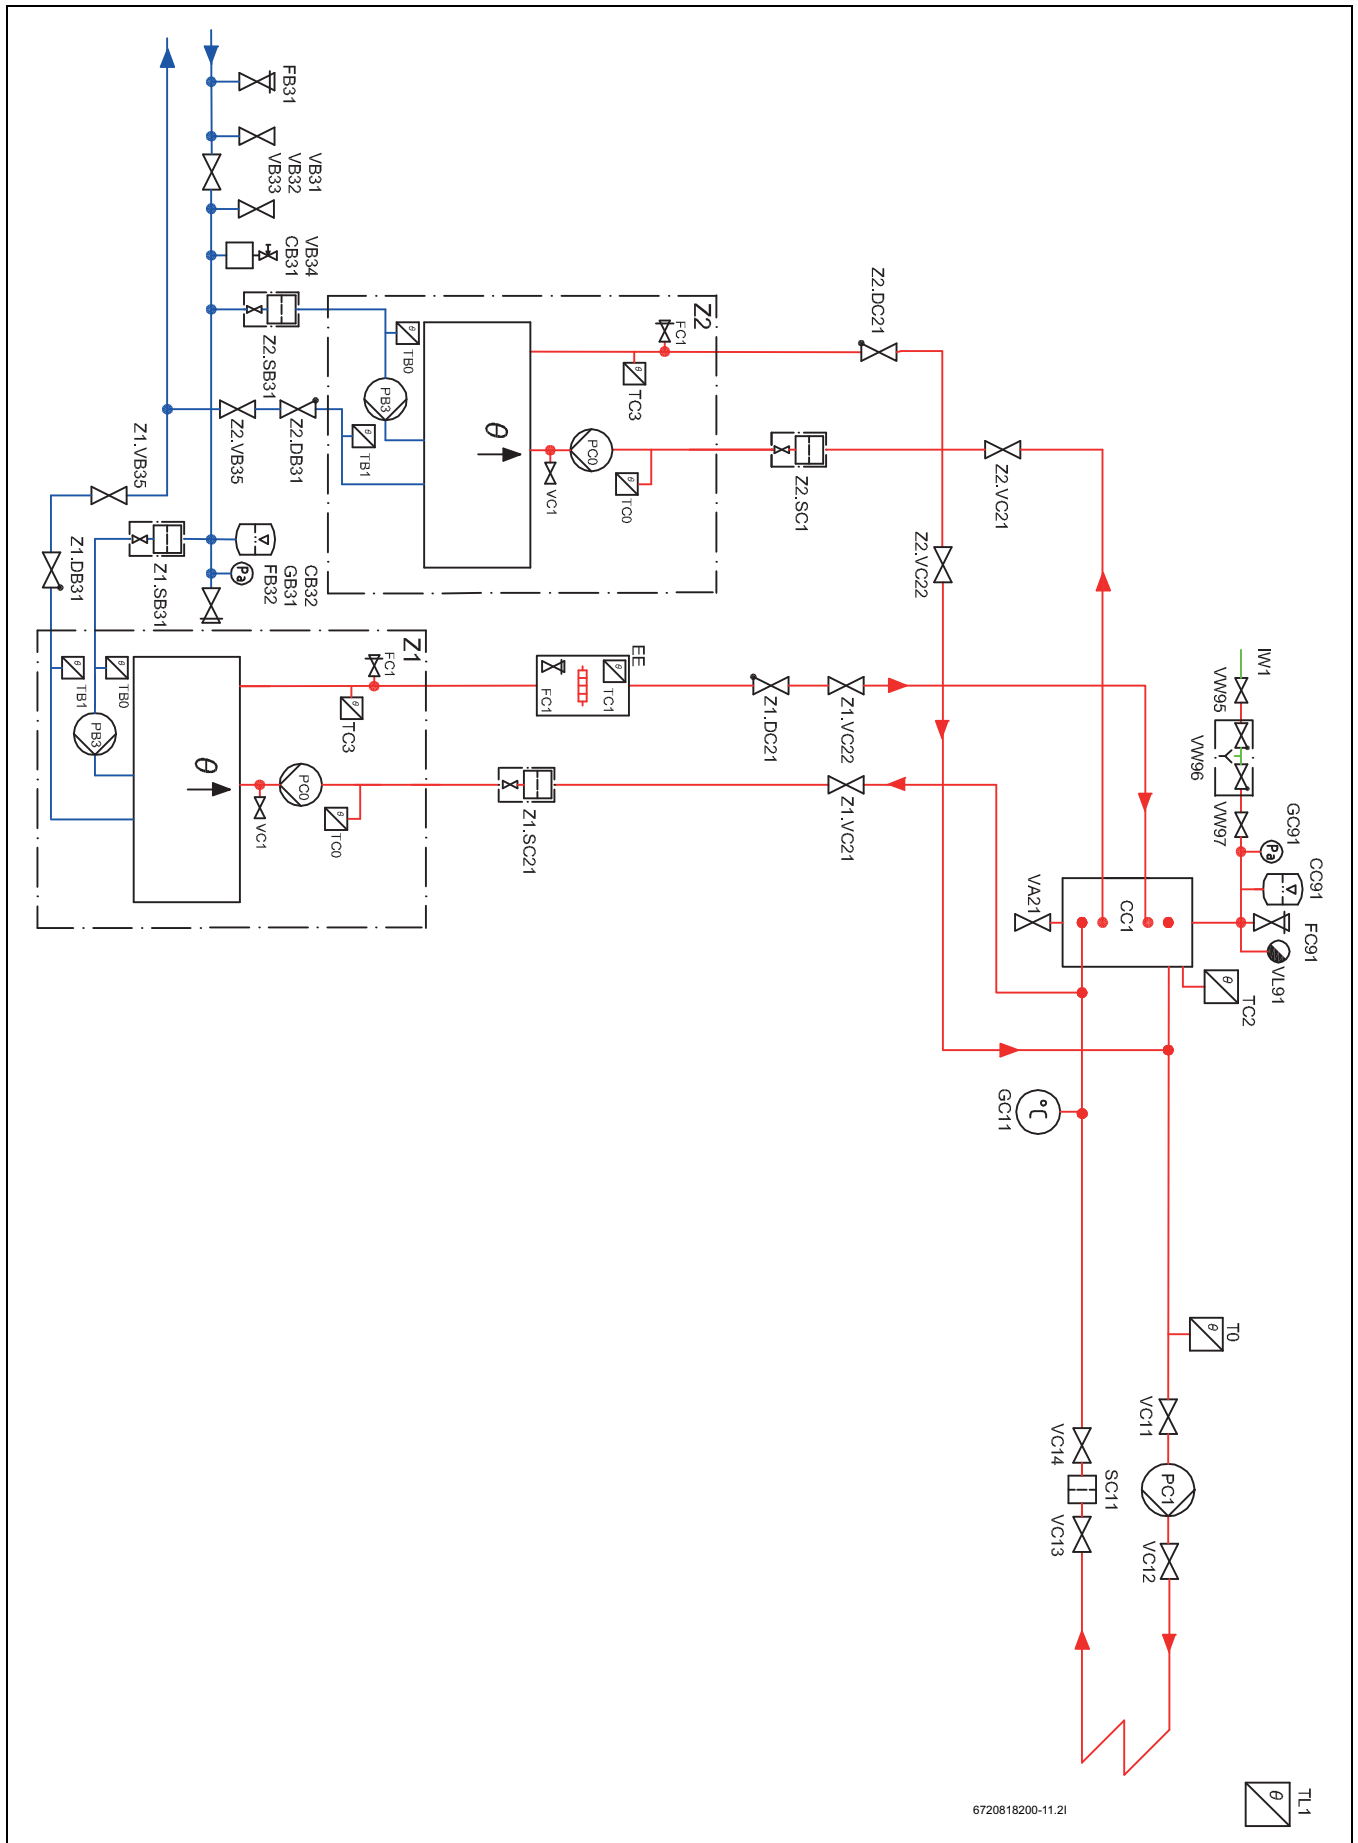 FB31
VB31
VB32
VB33
VB34
CB31
Z2.SB31
Z2.DB31
Z2.VB35
Z1.VB35
Z1.DB31
Z1.SB31
CB32
GB31
FB32
Pa
Z2
θ
TB0
PB3
θ
TB1
θ
FC1
θ
TC3
PC0
VC1
θ
TC0
Z2.DC21
Z2.SC1
Z2.VC21
Z2.VC22
Z1
θ
TB1
θ
TB0
PB3
θ
FC1
θ
TC3
PC0
VC1
θ
TC0
EE
θ
TC1
FC1
Z1.DC21
Z1.VC22
Z1.VC21
Z1.SC21
IW1
VW95
VW96
VW97
GC91
Pa
CC91
FC91
VL91
VA21
CC1
θ
TC2
GC11
°C
T0
θ
VC11
PC1
VC12
VC14
SC11
VC13
TL1
θ
6720818200-11.2I